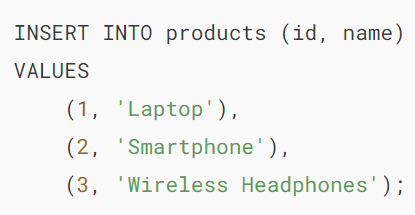 INSERT INTO products (id, name)
VALUES
    (1, 'Laptop'),
    (2, 'Smartphone'),
    (3, 'Wireless Headphones');